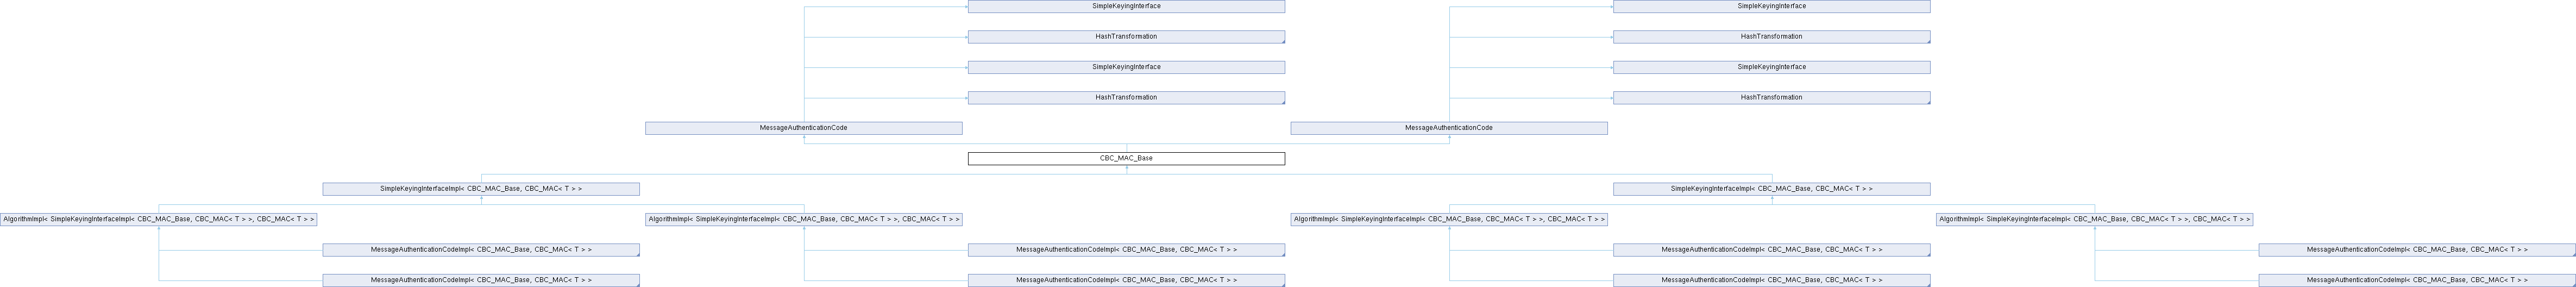 SimpleKeyingInterface SimpleKeyingInterface
HashTransformation HashTransformation
SimpleKeyingInterface SimpleKeyingInterface
HashTransformation HashTransformation
MessageAuthenticationCode MessageAuthenticationCode
CBC_MAC_Base
SimpleKeyingInterfaceImpl< CBC_MAC_Base, CBC_MAC< T > > SimpleKeyingInterfaceImpl< CBC_MAC_Base, CBC_MAC< T > >
AlgorithmImpl< SimpleKeyingInterfaceImpl< CBC_MAC_Base, CBC_MAC< T > >, CBC_MAC< T > > AlgorithmImpl< SimpleKeyingInterfaceImpl< CBC_MAC_Base, CBC_MAC< T > >, CBC_MAC< T > > AlgorithmImpl< SimpleKeyingInterfaceImpl< CBC_MAC_Base, CBC_MAC< T > >, CBC_MAC< T > > AlgorithmImpl< SimpleKeyingInterfaceImpl< CBC_MAC_Base, CBC_MAC< T > >, CBC_MAC< T > >
MessageAuthenticationCodeImpl< CBC_MAC_Base, CBC_MAC< T > > MessageAuthenticationCodeImpl< CBC_MAC_Base, CBC_MAC< T > > MessageAuthenticationCodeImpl< CBC_MAC_Base, CBC_MAC< T > > MessageAuthenticationCodeImpl< CBC_MAC_Base, CBC_MAC< T > >
MessageAuthenticationCodeImpl< CBC_MAC_Base, CBC_MAC< T > > MessageAuthenticationCodeImpl< CBC_MAC_Base, CBC_MAC< T > > MessageAuthenticationCodeImpl< CBC_MAC_Base, CBC_MAC< T > > MessageAuthenticationCodeImpl< CBC_MAC_Base, CBC_MAC< T > >